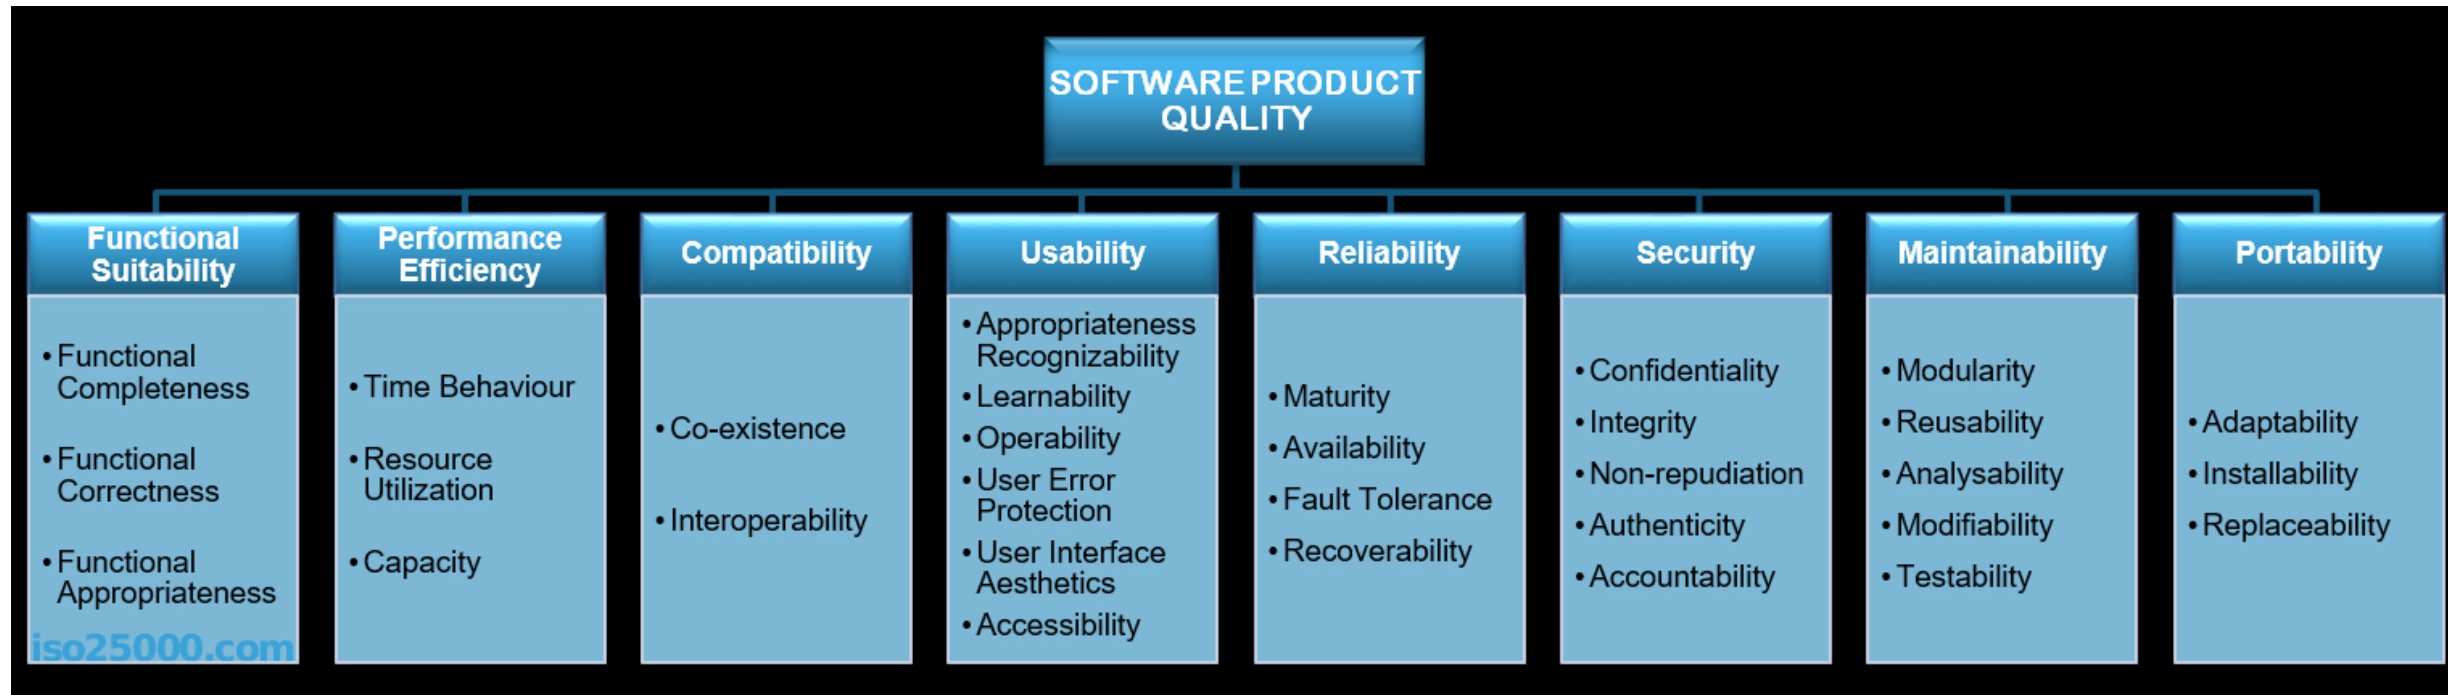 SOFTWARE PRODUCT
QUALITY
Functional
Suitability
• Functional
Completeness
• Functional
Correctness
• Functional
Appropriateness
iso25000.com
Performance
Efficiency
• Time Behaviour
• Resource
Utilization
• Capacity
Compatibility
• Co-existence
• Interoperability
Usability
• Appropriateness
Recognizability
• Learnability
• Operability
• User Error
Protection
• User Interface
Aesthetics
• Accessibility
Reliability
• Maturity
• Availability
• Fault Tolerance
• Recoverability
Security
• Confidentiality
• Integrity
• Non-repudiation
• Authenticity
• Accountability
Maintainability
• Modularity
• Reusability
• Analysability
• Modifiability
• Testability
Portability
• Adaptability
• Installability
• Replaceability